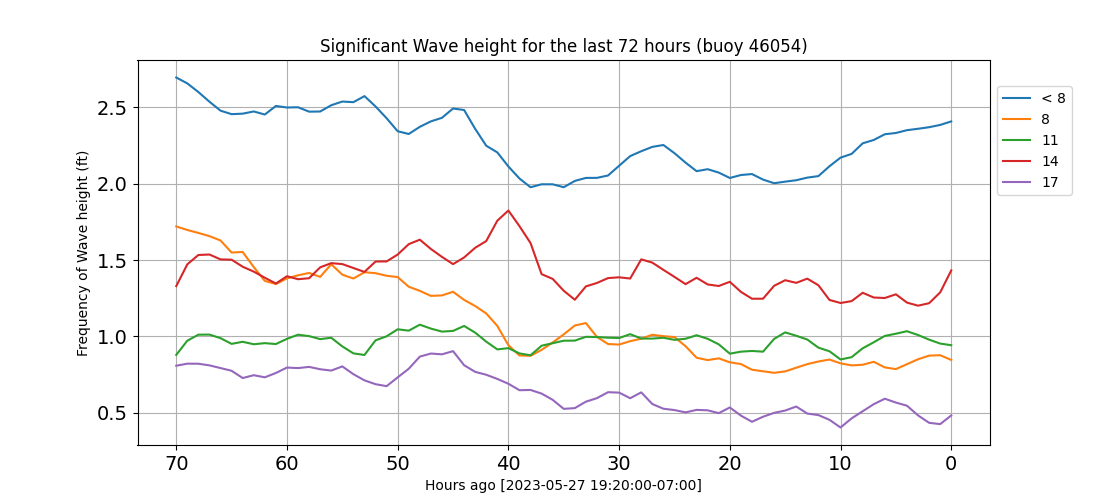 Significant Wave height for the last 72 hours (buoy 46054)
Frequency of Wave height (ft)
2.5
2.0
1.5
1.0
0.5
70 60 50 40 30 20 10 0
Hours ago [2023-05-27 19:20:00-07:00]
< 8
8
11
14
17